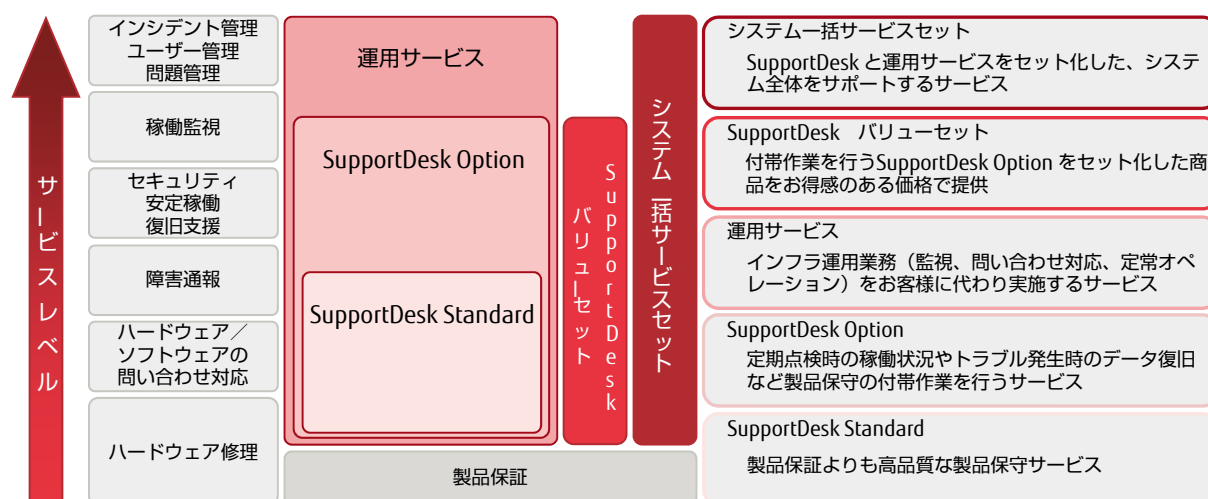 サービスレベル
インシデント管理
ユーザー管理
問題管理
稼働監視
セキュリティ
安定稼働
復旧支援
障害通報
ハードウェア／
ソフトウェアの
問い合わせ対応
ハードウェア修理
運用サービス
SupportDesk Option
SupportDesk Standard
製品保証
SupportDesk
バリューセット
システム一括サービスセット
システム一括サービスセット
SupportDesk と運用サービスをセット化した、システ
ム全体をサポートするサービス
SupportDesk　バリューセット
付帯作業を行うSupportDesk Option をセット化した商
品をお得感のある価格で提供
運用サービス
インフラ運用業務（監視、問い合わせ対応、定常オペ
レーション）をお客様に代わり実施するサービス
SupportDesk Option
定期点検時の稼働状況やトラブル発生時のデータ復旧
など製品保守の付帯作業を行うサービス
SupportDesk Standard
製品保証よりも高品質な製品保守サービス